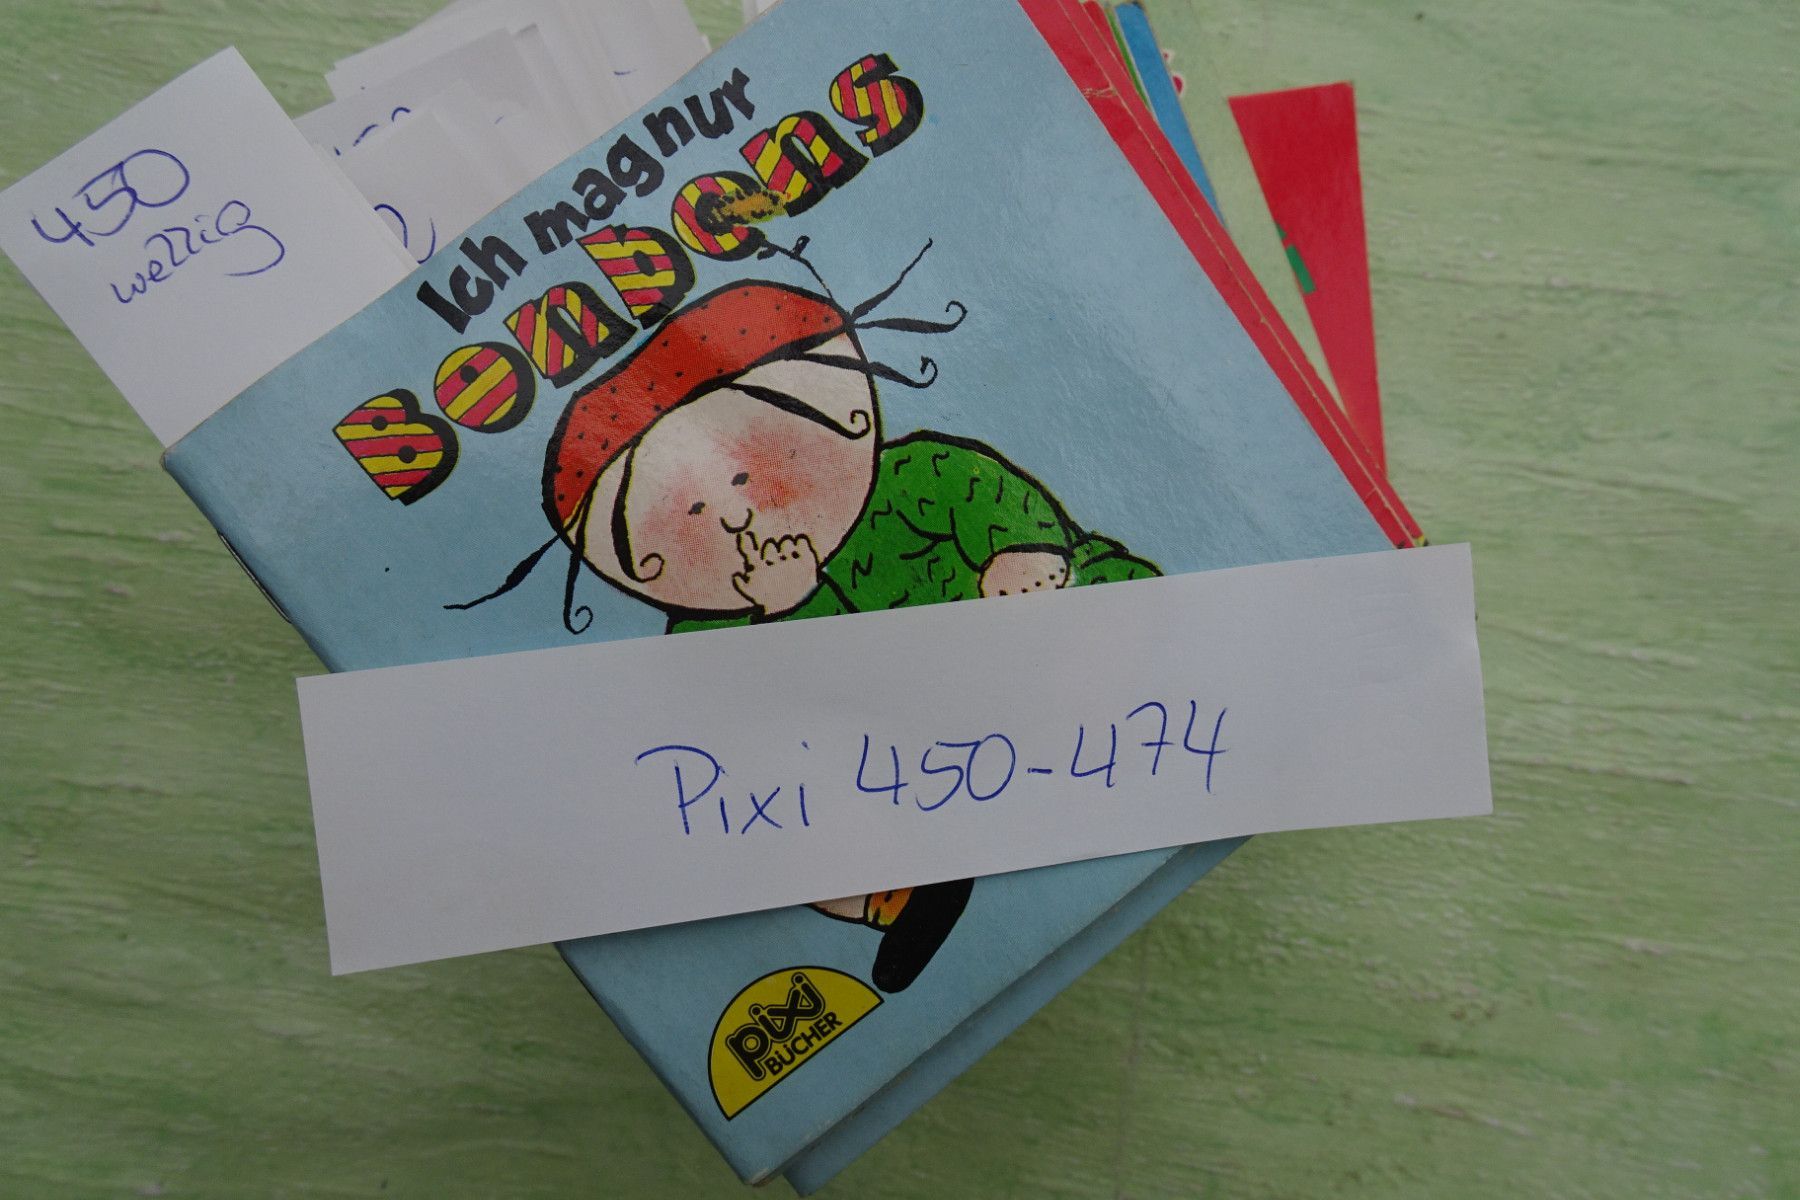 450
wellig
Ich mag nur
Bonbons
Pixi 450-474
pixi
BÜCHER